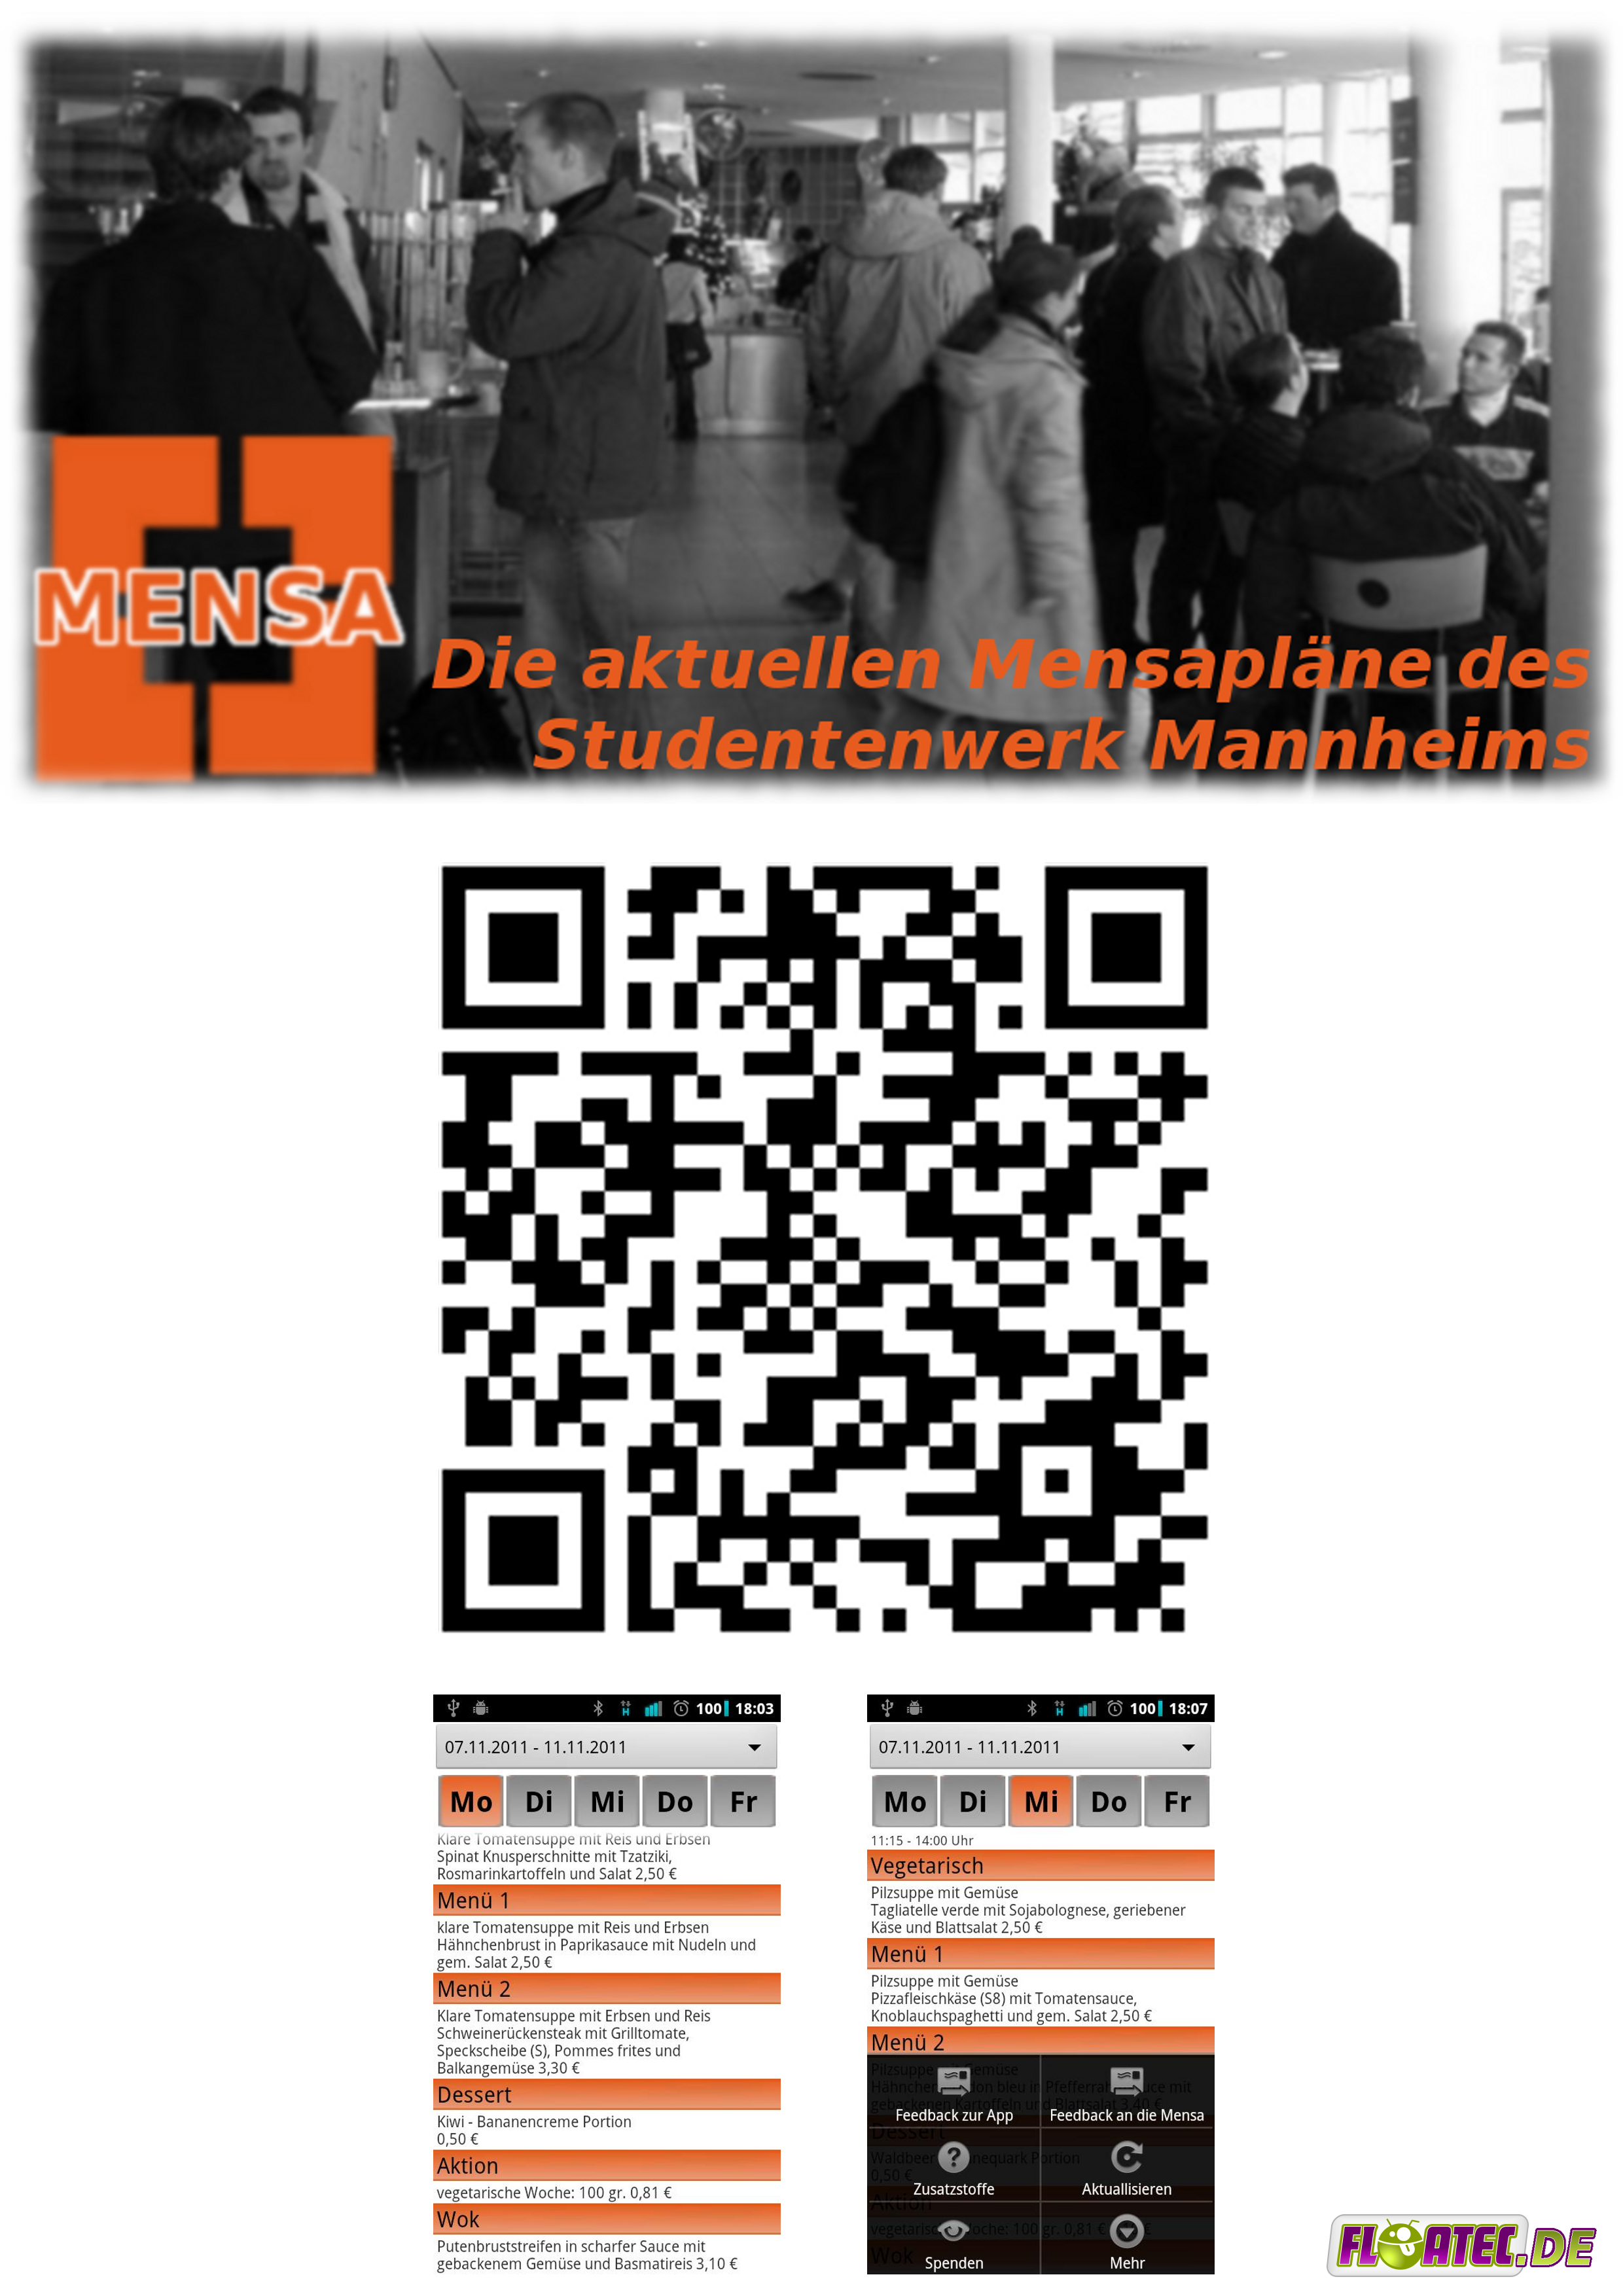 MENSA
Die aktuellen Mensapläne des
Studentenwerk Mannheims
100 18:03
07.11.2011 - 11.11.2011
Mo Di Mi Do Fr
Klare Tomatensuppe mit Reis und Erbsen
Spinat Knusperschnitte mit Tzatziki,
Rosmarinkartoffeln und Salat 2,50 €
Menü 1
klare Tomatensuppe mit Reis und Erbsen
Hähnchenbrust in Paprikasauce mit Nudeln und
gem. Salat 2,50 €
Menü 2
Klare Tomatensuppe mit Erbsen und Reis
Schweinerückensteak mit Grilltomate,
Speckscheibe (S), Pommes frites und
Balkangemüse 3,30 €
Dessert
Kiwi - Bananencreme Portion
0,50 €
Aktion
vegetarische Woche: 100 gr. 0,81 €
Wok
Putenbruststreifen in scharfer Sauce mit
gebackenem Gemüse und Basmatireis 3,10 €
H 100 18:07
07.11.2011 - 11.11.2011
Mo Di Mi Do Fr
11:15 - 14:00 Uhr
Vegetarisch
Pilzsuppe mit Gemüse
Tagliatelle verde mit Sojabolognese, geriebener
Käse und Blattsalat 2,50 €
Menü 1
Pilzsuppe mit Gemüse
Pizzafleischkäse (S8) mit Tomatensauce,
Knoblauchspaghetti und gem. Salat 2,50 €
Menü 2
Feedback zur App Feedback an die Mensa
Dessert
0,50 €
Zusatzstoffe Aktuallisieren
Aktion
Wok
Spenden Mehr
FLOATEC.DE